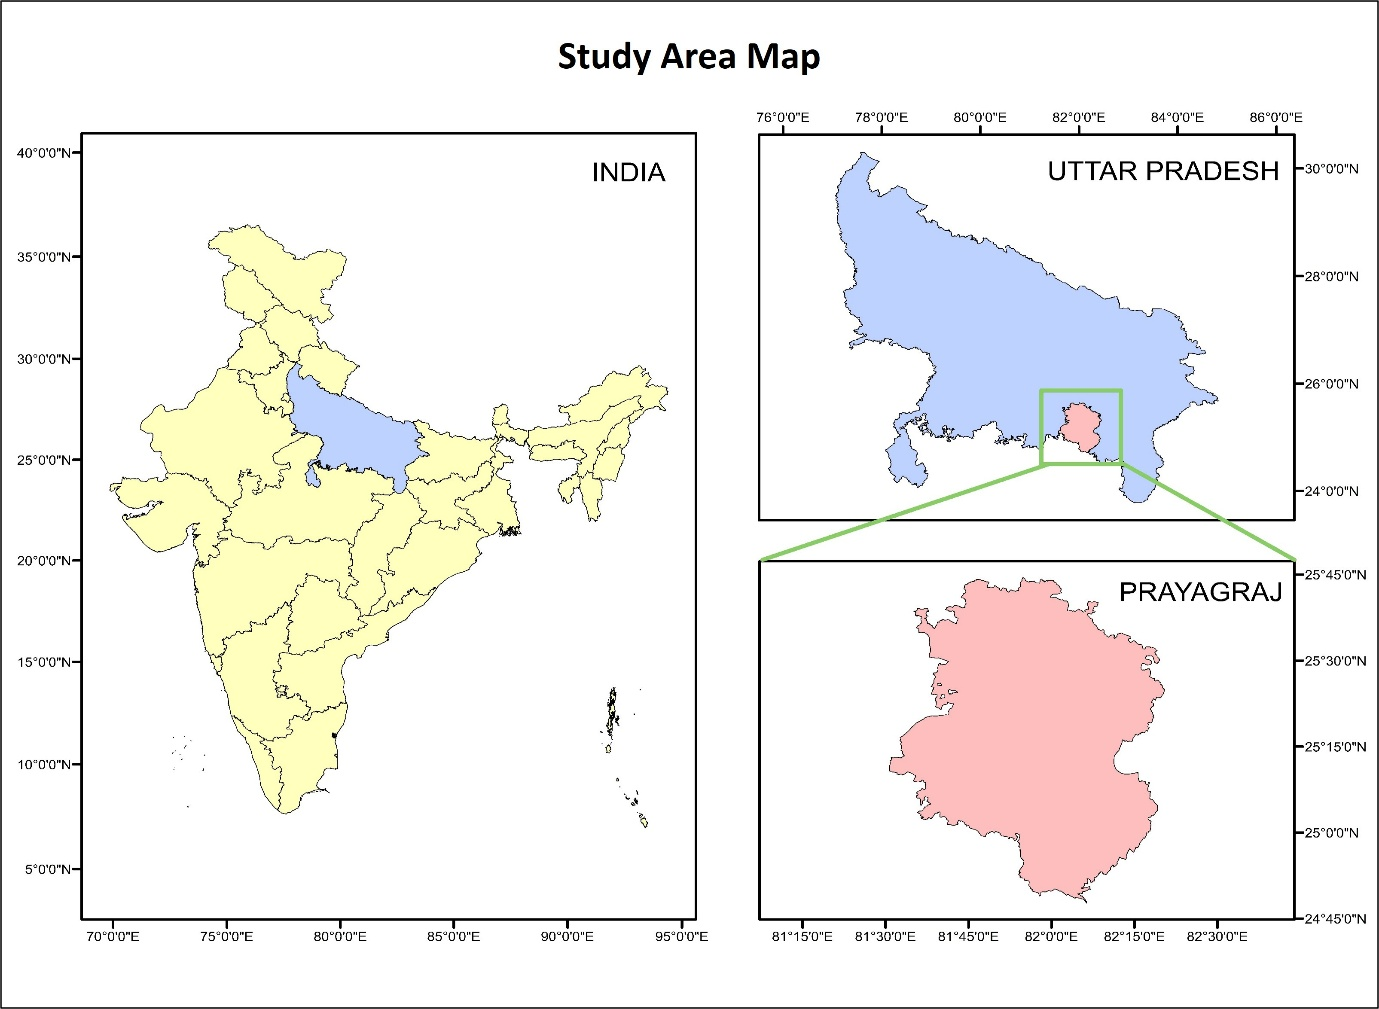 Study Area Map
INDIA
40°0'0"N
35°0'0"N
30°0'0"N
25°0'0"N
20°0'0"N
15°0'0"N
10°0'0"N
5°0'0"N
70°0'0"E 75°0'0"E 80°0'0"E 85°0'0"E 90°0'0"E 95°0'0"E
76°0'0"E 78°0'0"E 80°0'0"E 82°0'0"E 84°0'0"E 86°0'0"E
UTTAR PRADESH
30°0'0"N
28°0'0"N
26°0'0"N
24°0'0"N
PRAYAGRAJ
25°45'0"N
25°30'0"N
25°15'0"N
25°0'0"N
24°45'0"N
81°15'0"E 81°30'0"E 81°45'0"E 82°0'0"E 82°15'0"E 82°30'0"E